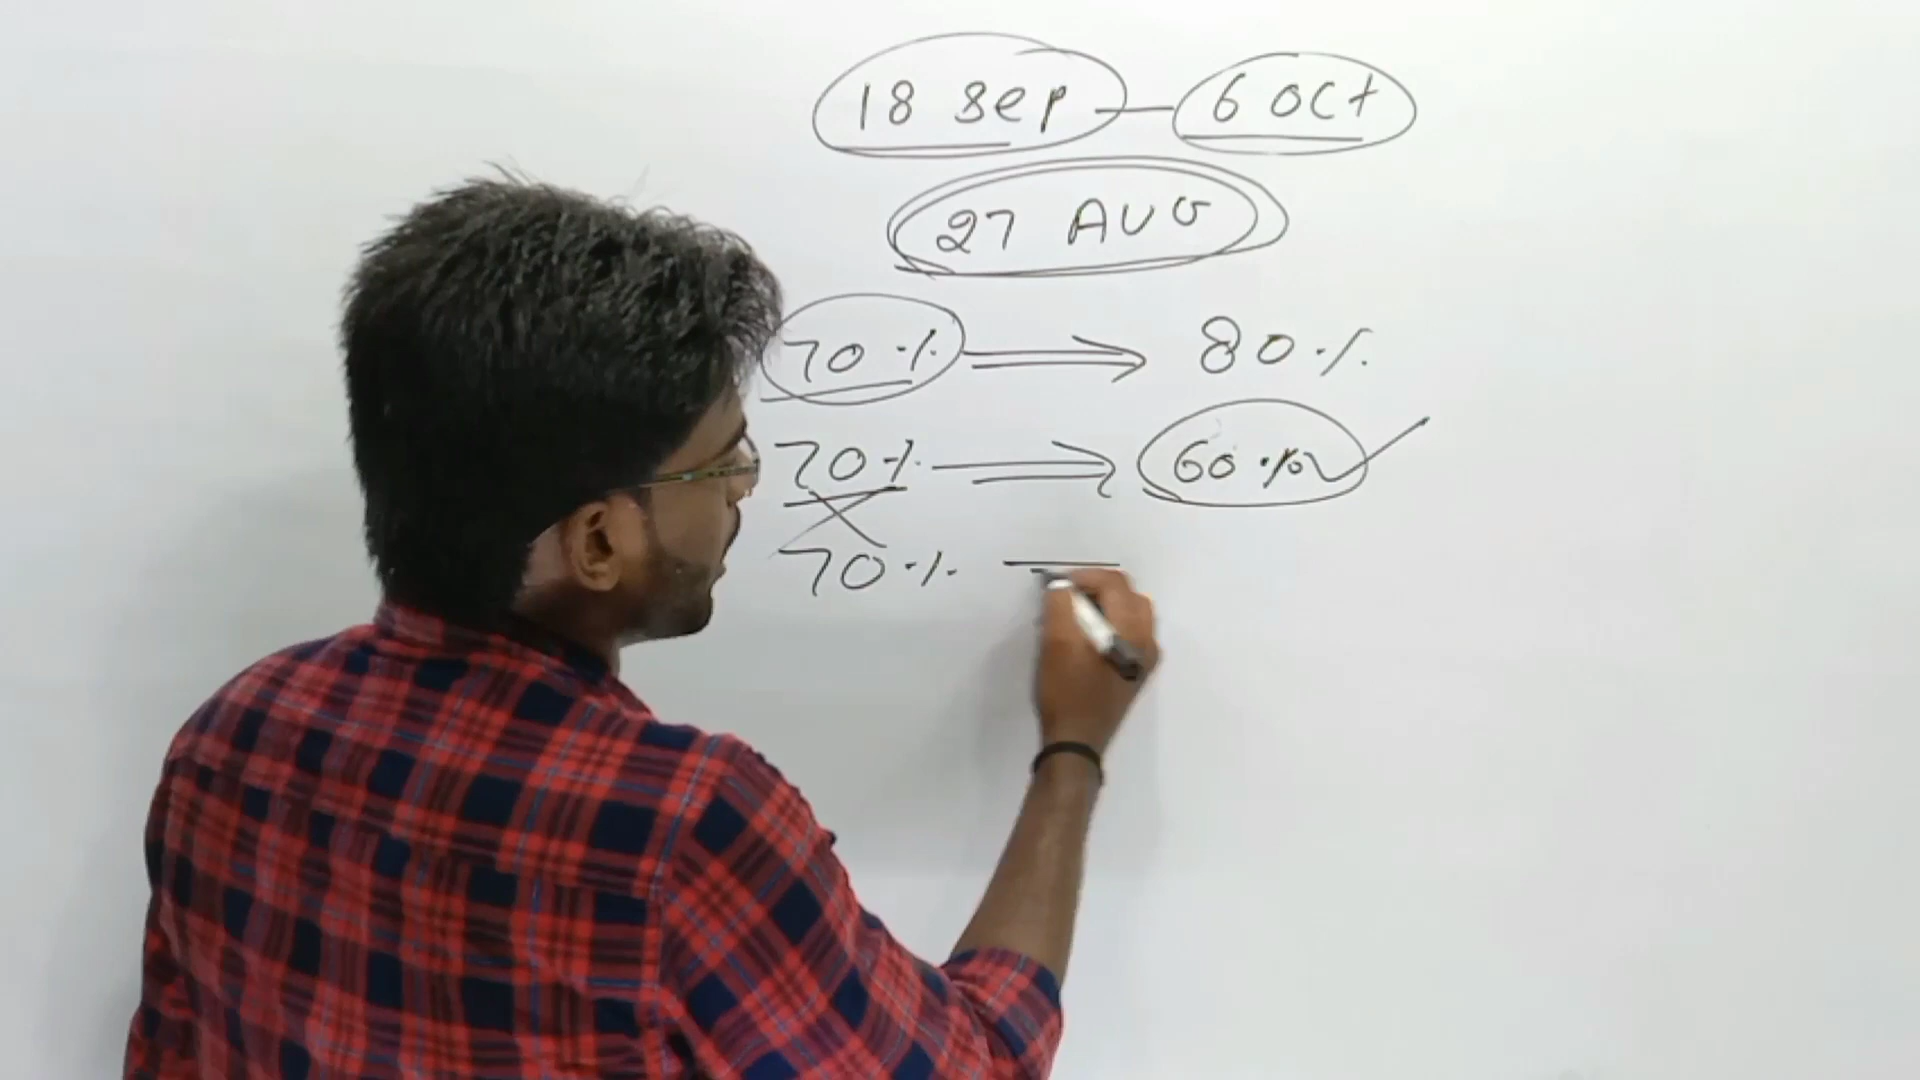 18 Sep — 6 Oct
27 AUG
70 % ⟹ 80 %
70 % ⟹ 60 %
70 % =